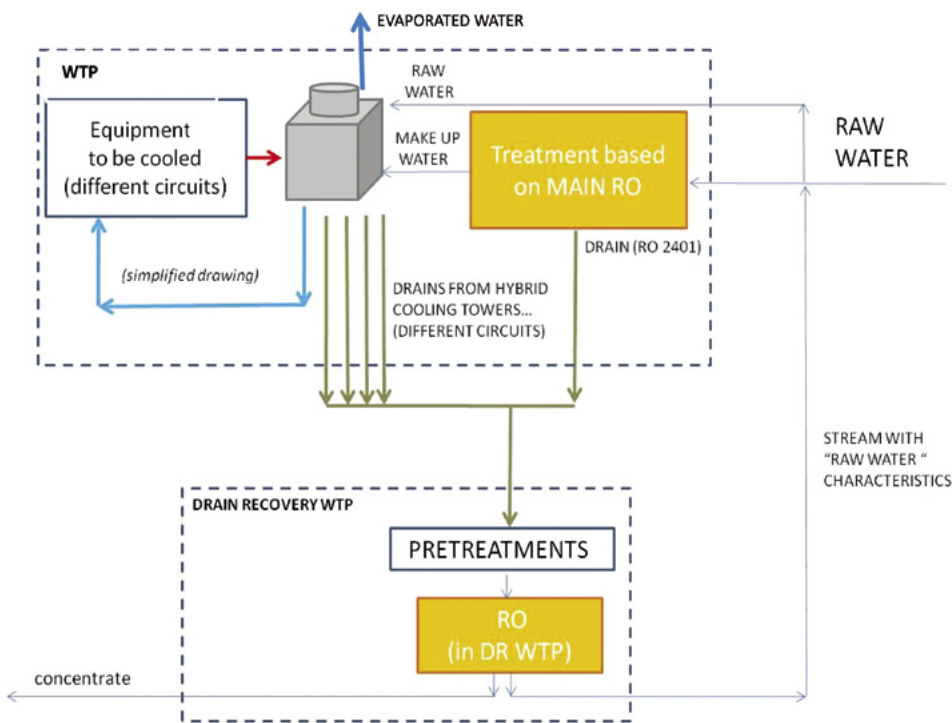 EVAPORATED WATER
WTP
RAW
WATER
Equipment
to be cooled
(different circuits)
MAKE UP
WATER
Treatment based
on MAIN RO
RAW
WATER
DRAIN (RO 2401)
(simplified drawing)
DRAINS FROM HYBRID
COOLING TOWERS...
(DIFFERENT CIRCUITS)
STREAM WITH
"RAW WATER “
CHARACTERISTICS
DRAIN RECOVERY WTP
PRETREATMENTS
RO
(in DR WTP)
concentrate